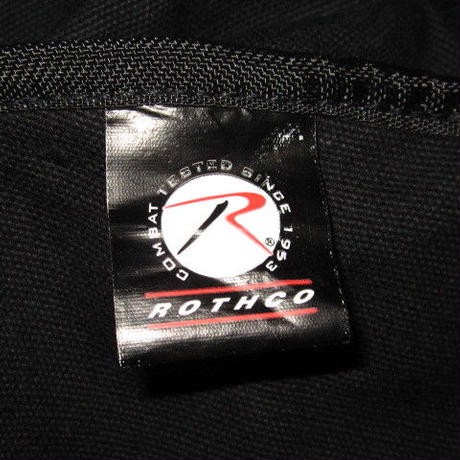 COMBAT TESTED SINCE 1953
R®
ROTHCO